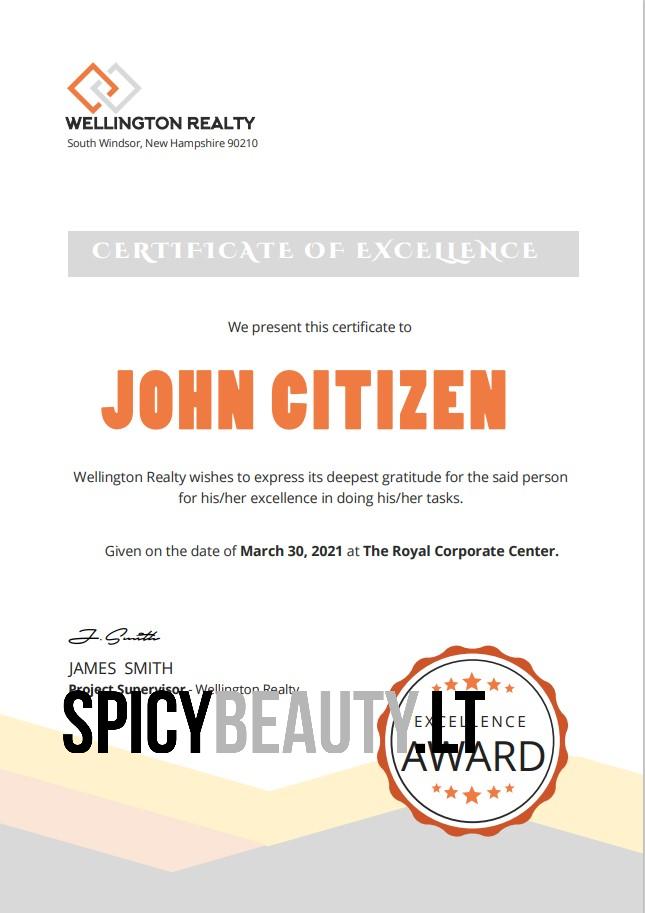 WELLINGTON REALTY
South Windsor, New Hampshire 90210
CERTIFICATE OF EXCELLENCE
We present this certificate to
JOHN CITIZEN
Wellington Realty wishes to express its deepest gratitude for the said person
for his/her excellence in doing his/her tasks.
Given on the date of March 30, 2021 at The Royal Corporate Center.
J. Smith
JAMES SMITH
Project Supervisor - Wellington Realty
SPICYBEAUTY.LT
EXCELLENCE
AWARD